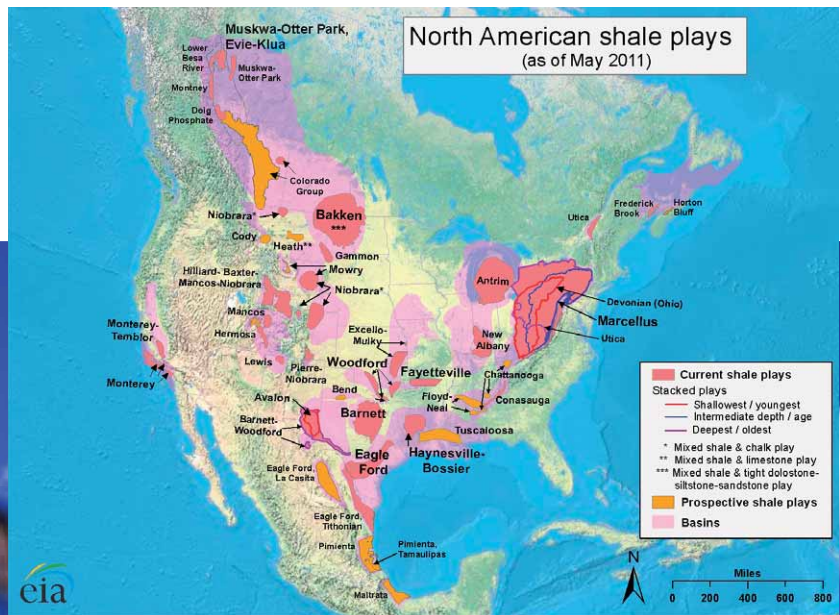 North American shale plays
(as of May 2011)
Muskwa-Otter Park,
Evie-Klua
Lower
Besa
River
Muskwa-
Otter Park
Montney
Doig
Phosphate
Colorado
Group
Niobrara*
Bakken
***
Cody
Heath**
Gammon
Mowry
Hilliard- Baxter-
Mancos-Niobrara
Niobrara*
Mancos
Hermosa
Monterey-
Temblor
Monterey
Lewis
Pierre-
Niobrara
Excello-
Mulky
Woodford
Fayetteville
Bend
Avalon
Barnett
Barnett-
Woodford
Eagle
Ford
Haynesville-
Bossier
Tuscaloosa
Floyd-
Neal
Conasauga
Chattanooga
New
Albany
Antrim
Utica
Frederick
Brook
Horton
Bluff
Devonian (Ohio)
Marcellus
Utica
Eagle Ford,
La Casita
Eagle Ford,
Tithonian
Pimienta
Pimienta,
Tamaulipas
Maltrata
Current shale plays
Stacked plays
Shallowest / youngest
Intermediate depth / age
Deepest / oldest
* Mixed shale & chalk play
** Mixed shale & limestone play
*** Mixed shale & tight dolostone-
siltstone-sandstone play
Prospective shale plays
Basins
eia
N
Miles
0 200 400 600 800